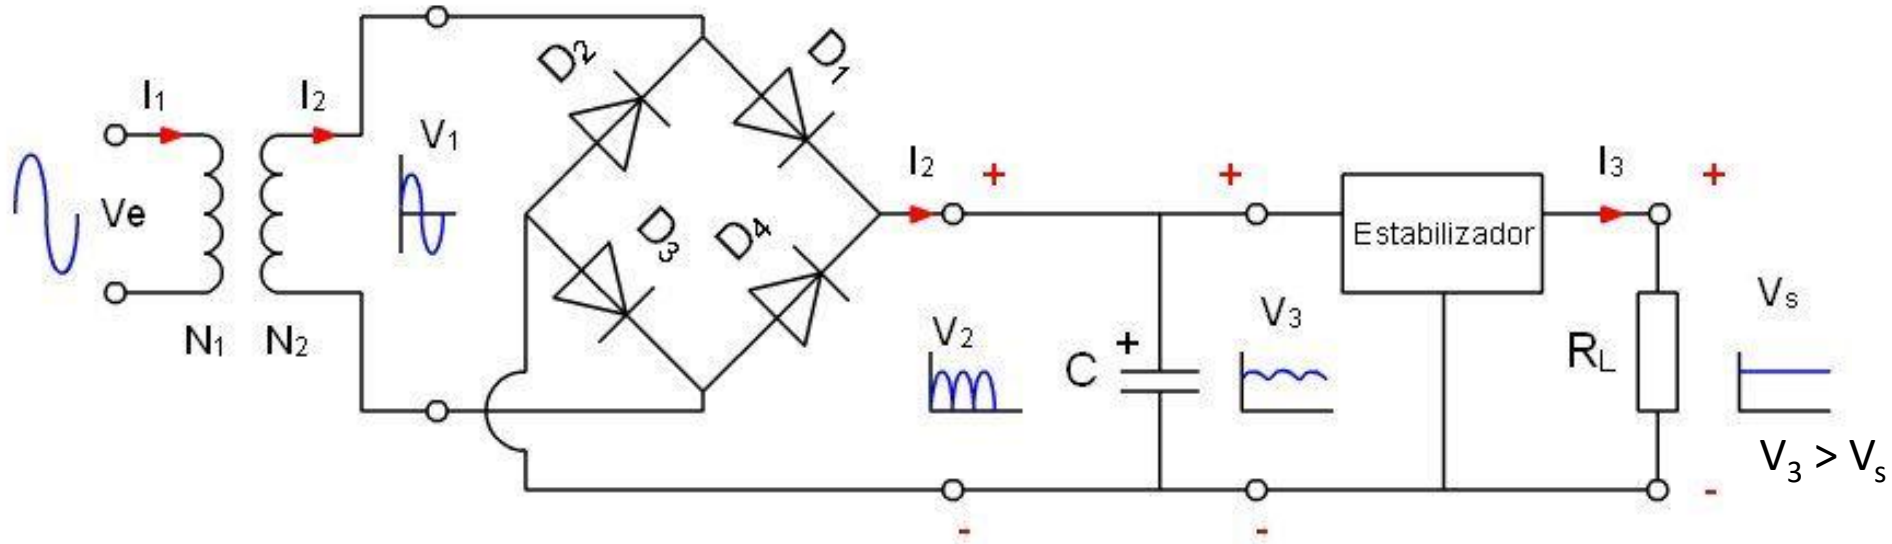 I1
I2
Ve
N1
N2
V1
D2
D1
D3
D4
I2
+
-
V2
C
+
+
-
V3
Estabilizador
I3
+
-
RL
Vs
V3 > Vs